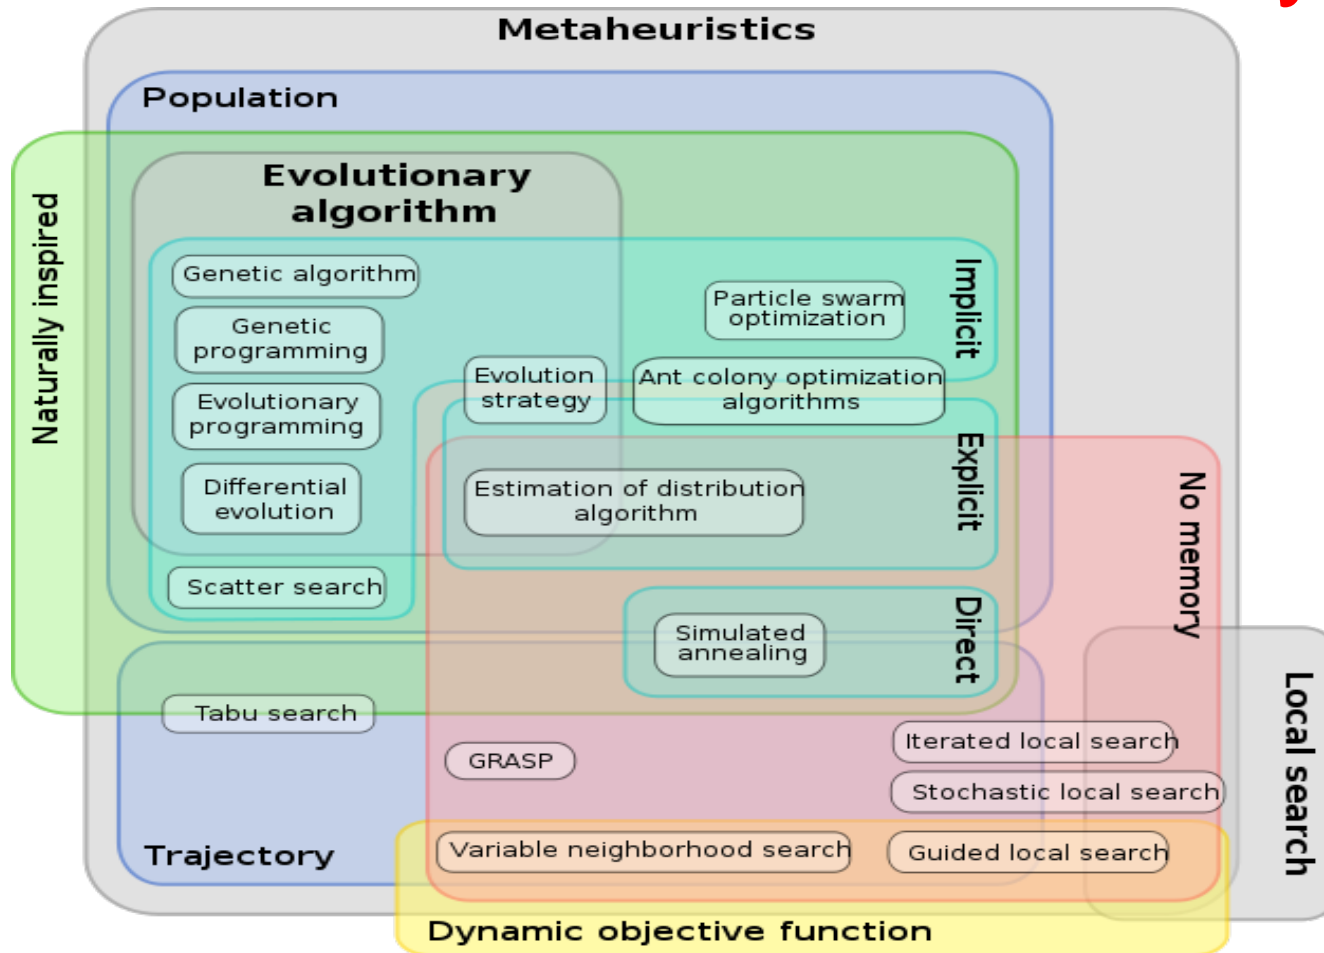 Metaheuristics
Population
Naturally inspired
Evolutionary
algorithm
Genetic algorithm
Genetic
programming
Evolutionary
programming
Differential
evolution
Scatter search
Evolution
strategy
Particle swarm
optimization
Ant colony optimization
algorithms
Implicit
Estimation of distribution
algorithm
Explicit
No memory
Simulated
annealing
Direct
Tabu search
GRASP
Iterated local search
Stochastic local search
Local search
Trajectory
Variable neighborhood search
Guided local search
Dynamic objective function